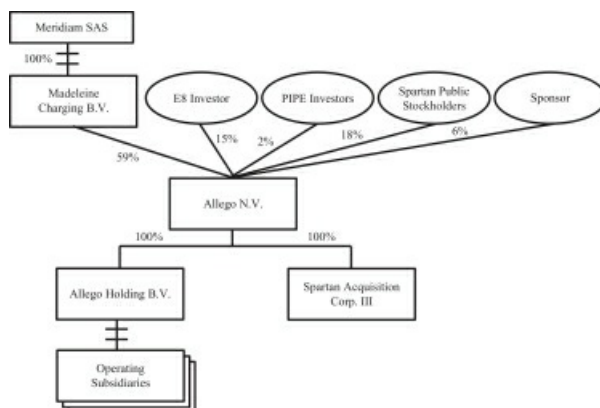 Meridiam SAS
100%
Madeleine
Charging B.V.
E8 Investor
PIPE Investors
Spartan Public
Stockholders
Sponsor
59%
15%
2%
18%
6%
Allego N.V.
100%
100%
Allego Holding B.V.
Spartan Acquisition
Corp. III
Operating
Subsidiaries